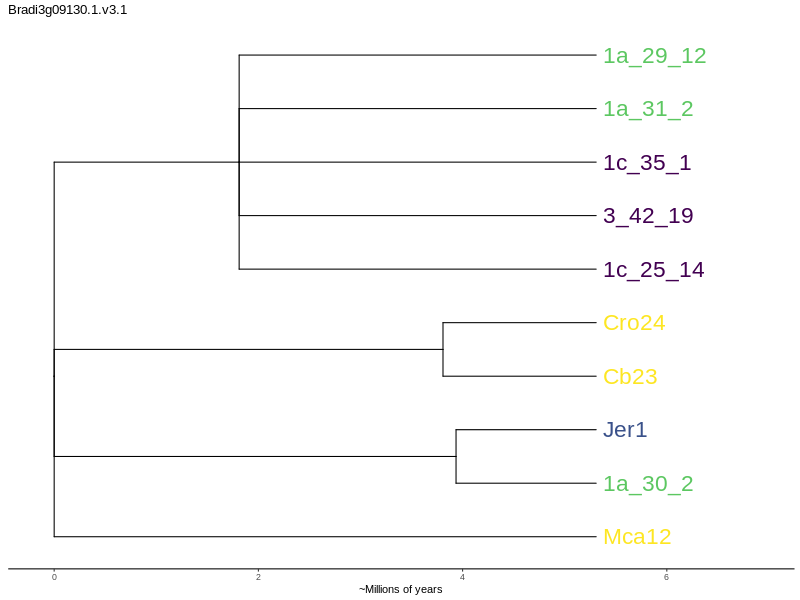 Bradi3g09130.1.v3.1
1a_29_12
1a_31_2
1c_35_1
3_42_19
1c_25_14
Cro24
Cb23
Jer1
1a_30_2
Mca12
0 2 4 6
~Millions of years